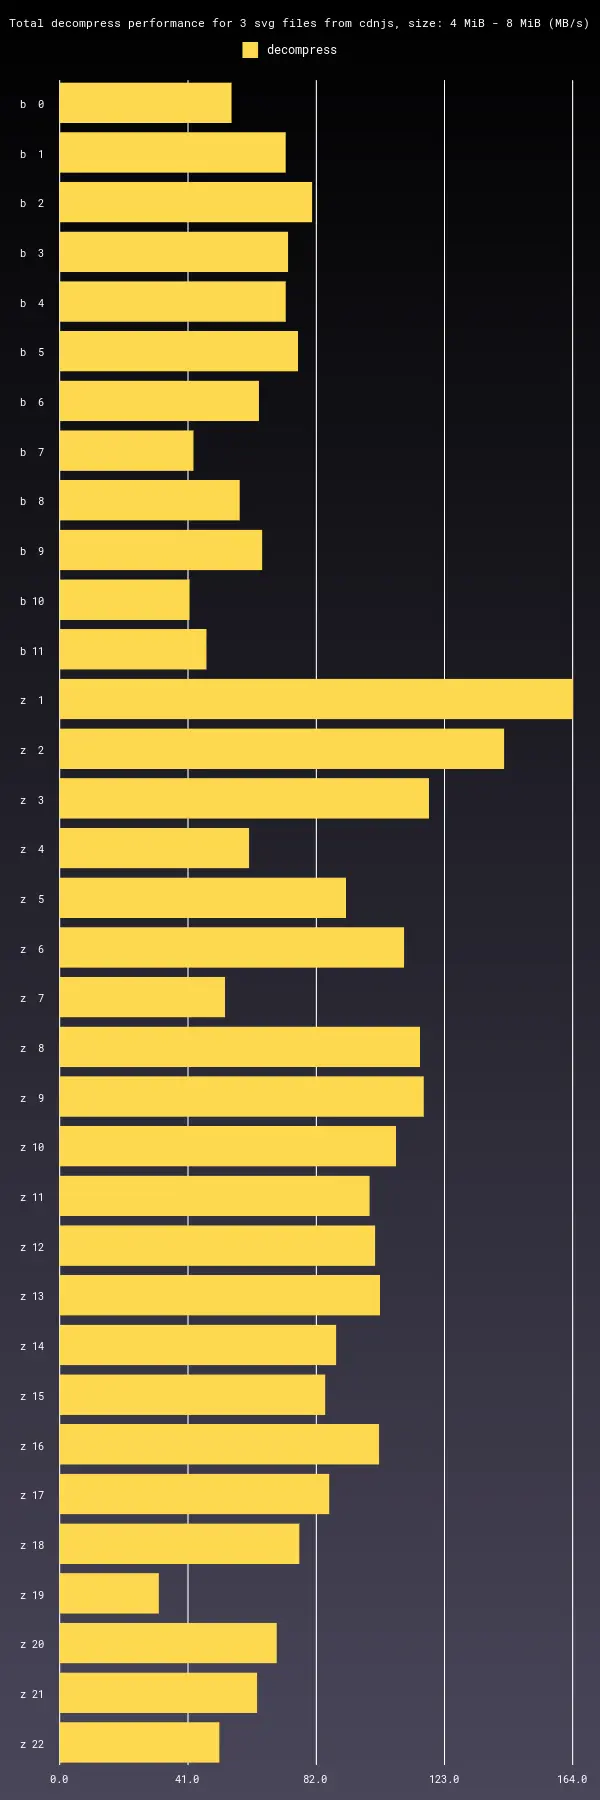 Total decompress performance for 3 svg files from cdnjs, size: 4 MiB - 8 MiB (MB/s)
decompress
b 0
b 1
b 2
b 3
b 4
b 5
b 6
b 7
b 8
b 9
b 10
b 11
z 1
z 2
z 3
z 4
z 5
z 6
z 7
z 8
z 9
z 10
z 11
z 12
z 13
z 14
z 15
z 16
z 17
z 18
z 19
z 20
z 21
z 22
0.0 41.0 82.0 123.0 164.0